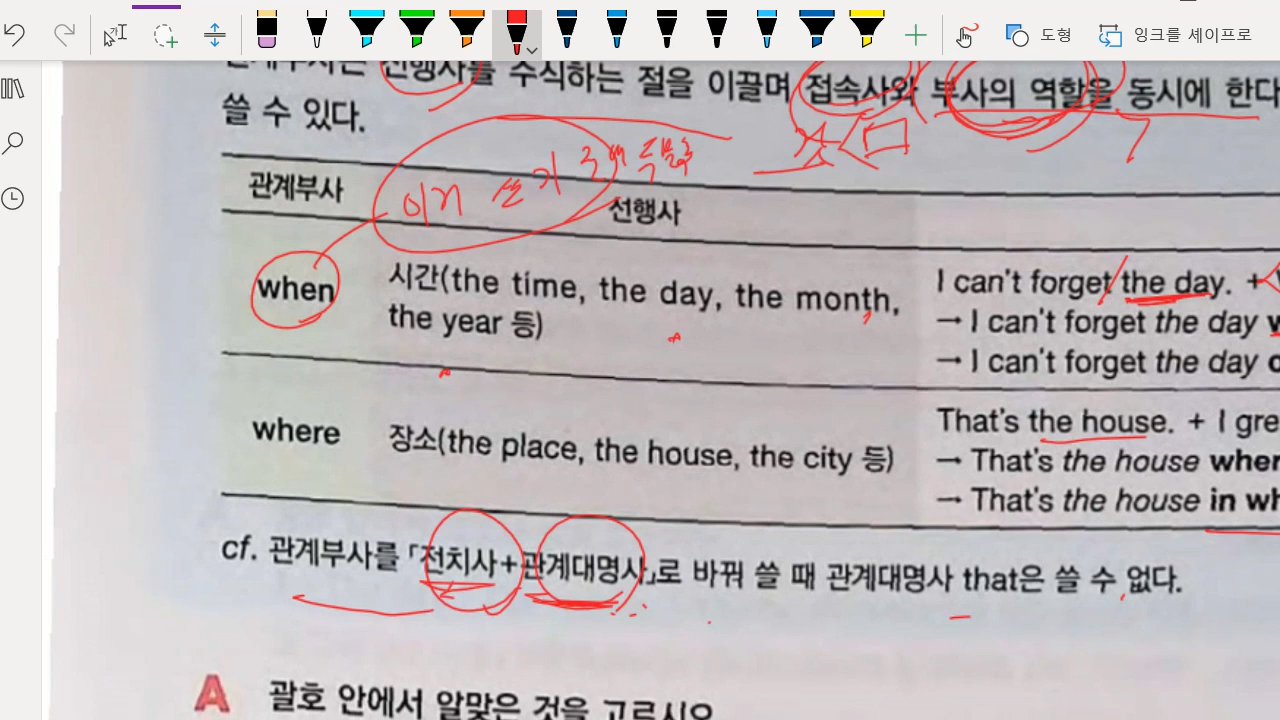 도형
잉크를 셰이프로
관계부사는 선행사를 수식하는 절을 이끌며 접속사와 부사의 역할을 동시에 한다
쓸 수 있다.
관계부사
선행사
이거 쓰기
when
시간(the time, the day, the month,
the year 등)
I can't forget the day. +
→ I can't forget the day
→ I can't forget the day
where
장소(the place, the house, the city 등)
That's the house. + I gre
→ That's the house wher
→ That's the house in wh
cf. 관계부사를 「전치사+관계대명사」로 바꿔 쓸 때 관계대명사 that은 쓸 수 없다.
A 괄호 안에서 알맞은 것을 고르시오